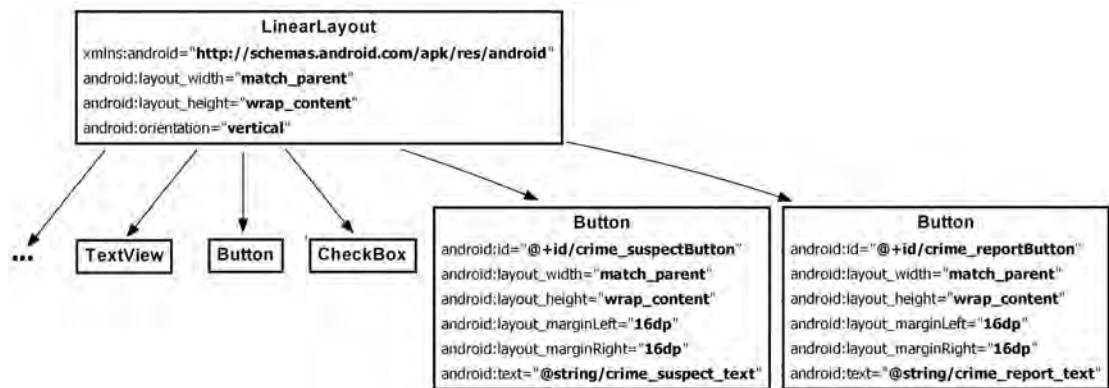 LinearLayout
xmlns:android="http://schemas.android.com/apk/res/android"
android:layout_width="match_parent"
android:layout_height="wrap_content"
android:orientation="vertical"
...
TextView
Button
CheckBox
Button
android:id="@+id/crime_suspectButton"
android:layout_width="match_parent"
android:layout_height="wrap_content"
android:layout_marginLeft="16dp"
android:layout_marginRight="16dp"
android:text="@string/crime_suspect_text"
Button
android:id="@+id/crime_reportButton"
android:layout_width="match_parent"
android:layout_height="wrap_content"
android:layout_marginLeft="16dp"
android:layout_marginRight="16dp"
android:text="@string/crime_report_text"